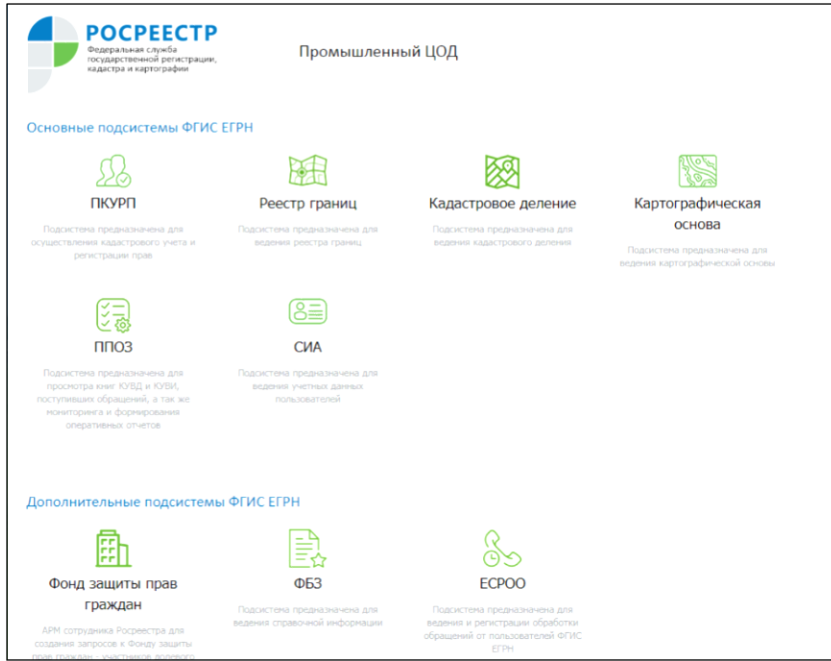 РОСРЕЕСТР
Федеральная служба
государственной регистрации,
кадастра и картографии
Промышленный ЦОД
Основные подсистемы ФГИС ЕГРН
ПКУРП
Подсистема предназначена для
осуществления кадастрового учета и
регистрации прав
Реестр границ
Подсистема предназначена для
ведения реестра границ
Кадастровое деление
Подсистема предназначена для
ведения кадастрового деления
Картографическая
основа
Подсистема предназначена для
ведения картографической основы
ППОЗ
Подсистема предназначена для
просмотра книг КУВД и КУВИ,
поступивших обращений, а так же
мониторинга и формирования
оперативных отчетов
СИА
Подсистема предназначена для
ведения учетных данных
пользователей
Дополнительные подсистемы ФГИС ЕГРН
Фонд защиты прав
граждан
АРМ сотрудника Росреестра для
создания запросов к Фонду защиты
прав граждан - участников долевого
ФБЗ
Подсистема предназначена для
ведения справочной информации
ЕСРОО
Подсистема предназначена для
ведения и регистрации обработки
обращений от пользователей ФГИС
ЕГРН